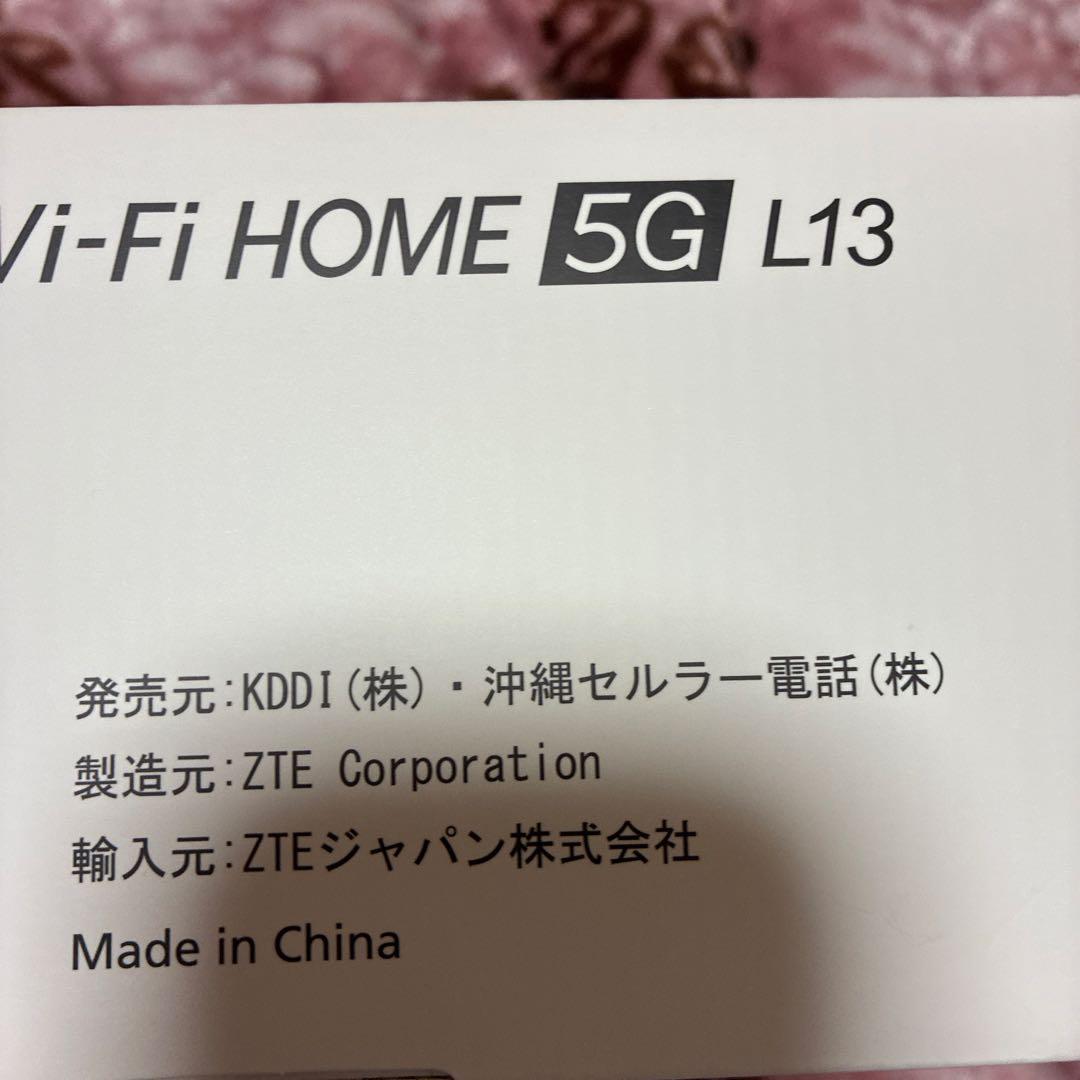 Wi-Fi HOME 5G L13
発売元:KDDI(株)・沖縄セルラー電話(株)
製造元:ZTE Corporation
輸入元:ZTEジャパン株式会社
Made in China